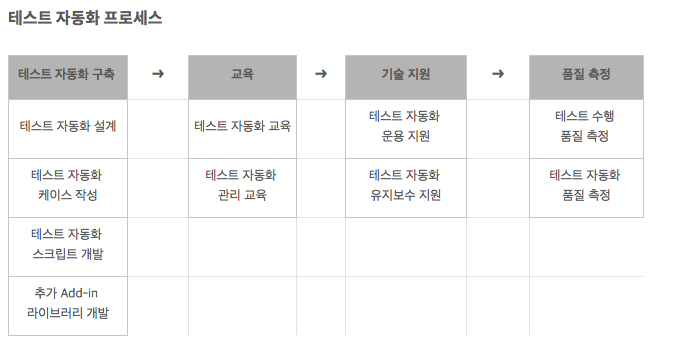 테스트 자동화 프로세스
테스트 자동화 구축 → 교육 → 기술 지원 → 품질 측정
테스트 자동화 설계
테스트 자동화 교육
테스트 자동화
운용 지원
테스트 수행
품질 측정
테스트 자동화
케이스 작성
테스트 자동화
관리 교육
테스트 자동화
유지보수 지원
테스트 자동화
품질 측정
테스트 자동화
스크립트 개발
추가 Add-in
라이브러리 개발